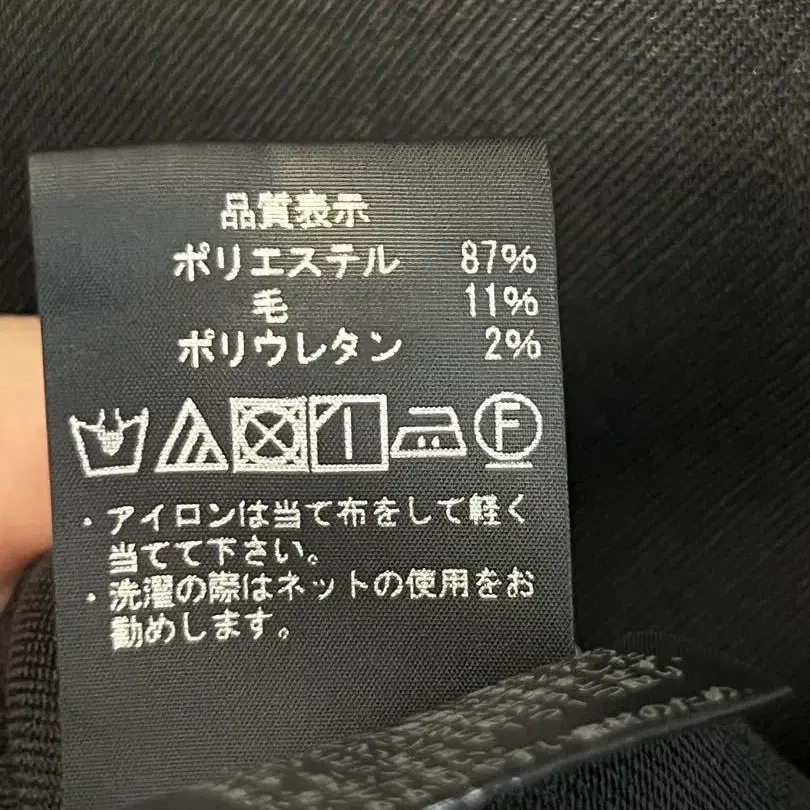 品質表示
ポリエステル 87%
毛 11%
ポリウレタン 2%
F
・アイロンは当て布をして軽く
当てて下さい。
・洗濯の際はネットの使用をお
勧めします。
のため、